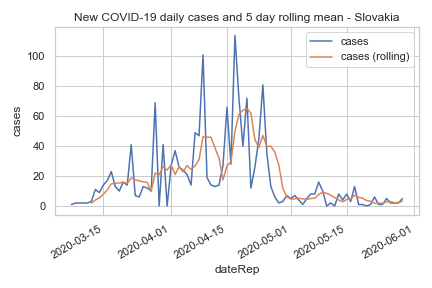 New COVID-19 daily cases and 5 day rolling mean - Slovakia
cases
cases (rolling)
cases
100
80
60
40
20
0
2020-03-15
2020-04-01
2020-04-15
2020-05-01
2020-05-15
2020-06-01
dateRep